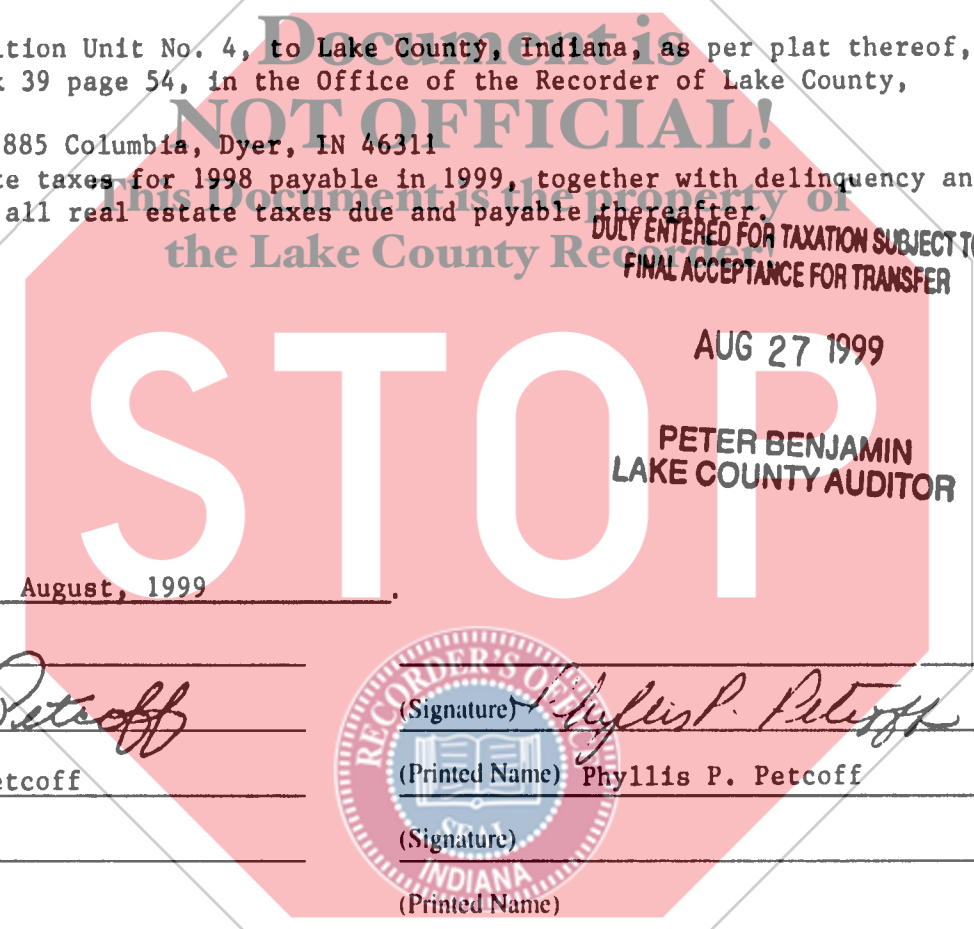 Document is
ition Unit No. 4, to Lake County, Indiana, as per plat thereof,
39 page 54, in the Office of the Recorder of Lake County,
NOT OFFICIAL!
885 Columbia, Dyer, IN 46311
te taxes for 1998 payable in 1999, together with delinquency an
This Document is the property of
all real estate taxes due and payable thereafter.
DULY ENTERED FOR TAXATION SUBJECT TO
the Lake County Recorder!
FINAL ACCEPTANCE FOR TRANSFER
AUG 27 1999
STOP
PETER BENJAMIN
LAKE COUNTY AUDITOR
August, 1999.
RECORDER'S OFFICE
Petcoff
(Signature) Phyllis P. Petcoff
etcoff
(Printed Name) Phyllis P. Petcoff
(Signature)
SEAL
INDIANA
(Printed Name)